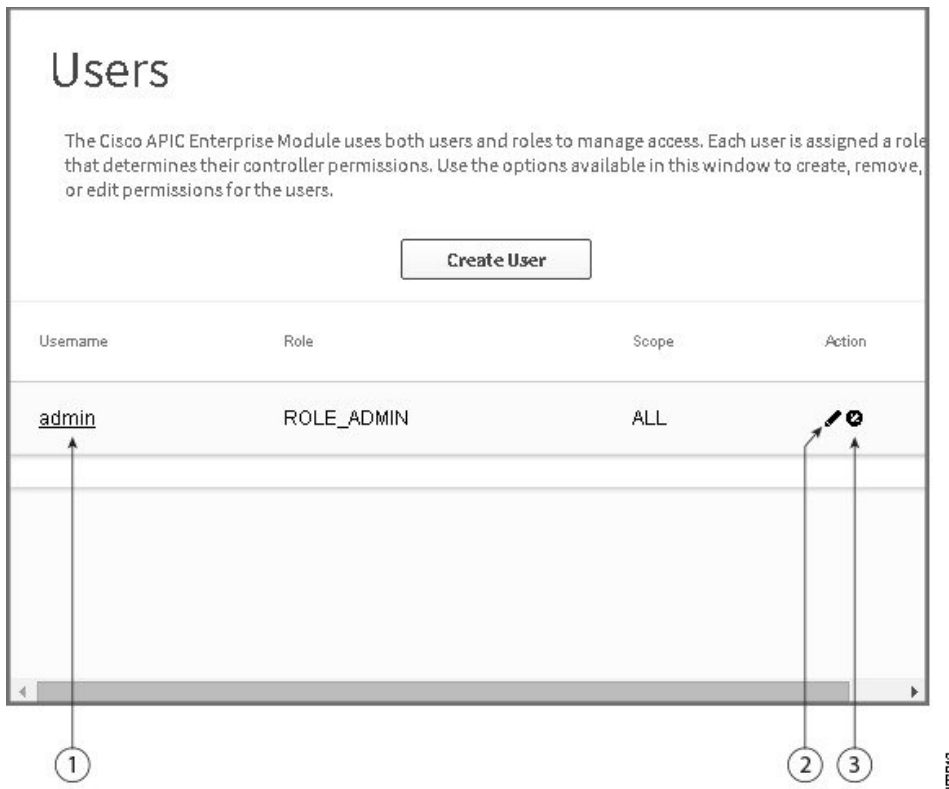 Users
The Cisco APIC Enterprise Module uses both users and roles to manage access. Each user is assigned a role
that determines their controller permissions. Use the options available in this window to create, remove,
or edit permissions for the users.
Create User
Username Role Scope Action
admin ROLE_ADMIN ALL
1 2 3